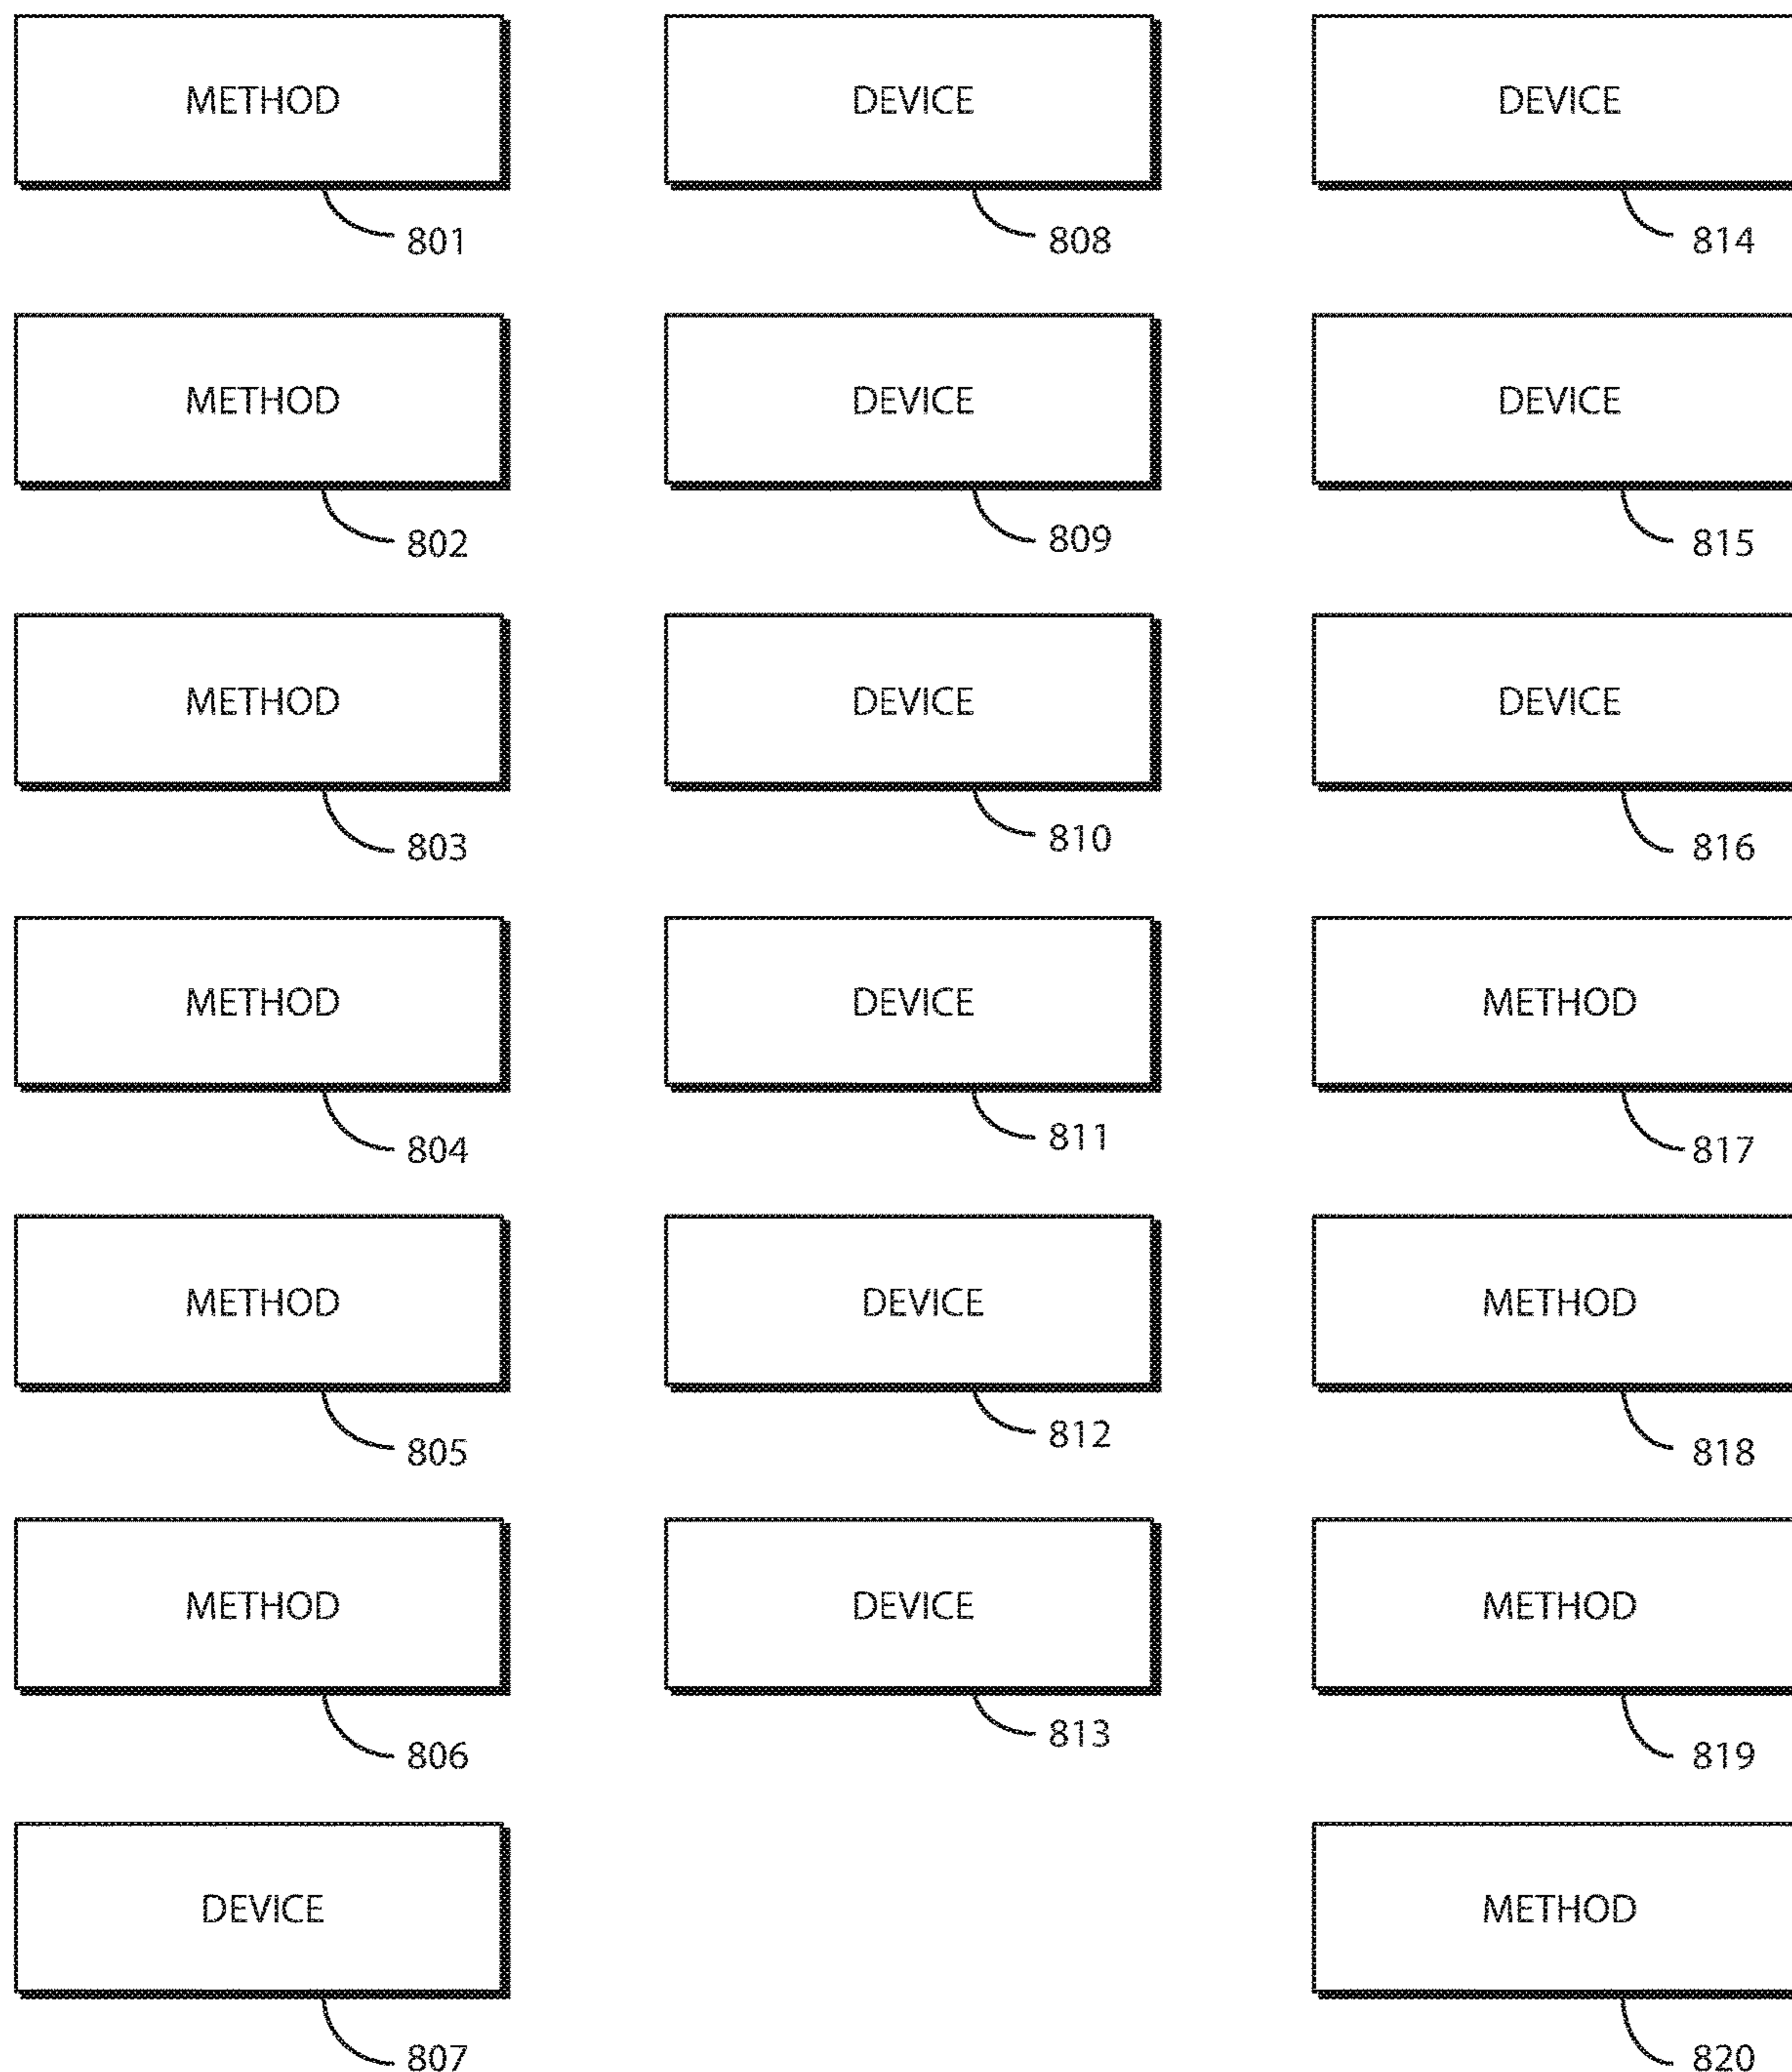 METHOD
801
METHOD
802
METHOD
803
METHOD
804
METHOD
805
METHOD
806
DEVICE
807
DEVICE
808
DEVICE
809
DEVICE
810
DEVICE
811
DEVICE
812
DEVICE
813
DEVICE
814
DEVICE
815
DEVICE
816
METHOD
817
METHOD
818
METHOD
819
METHOD
820